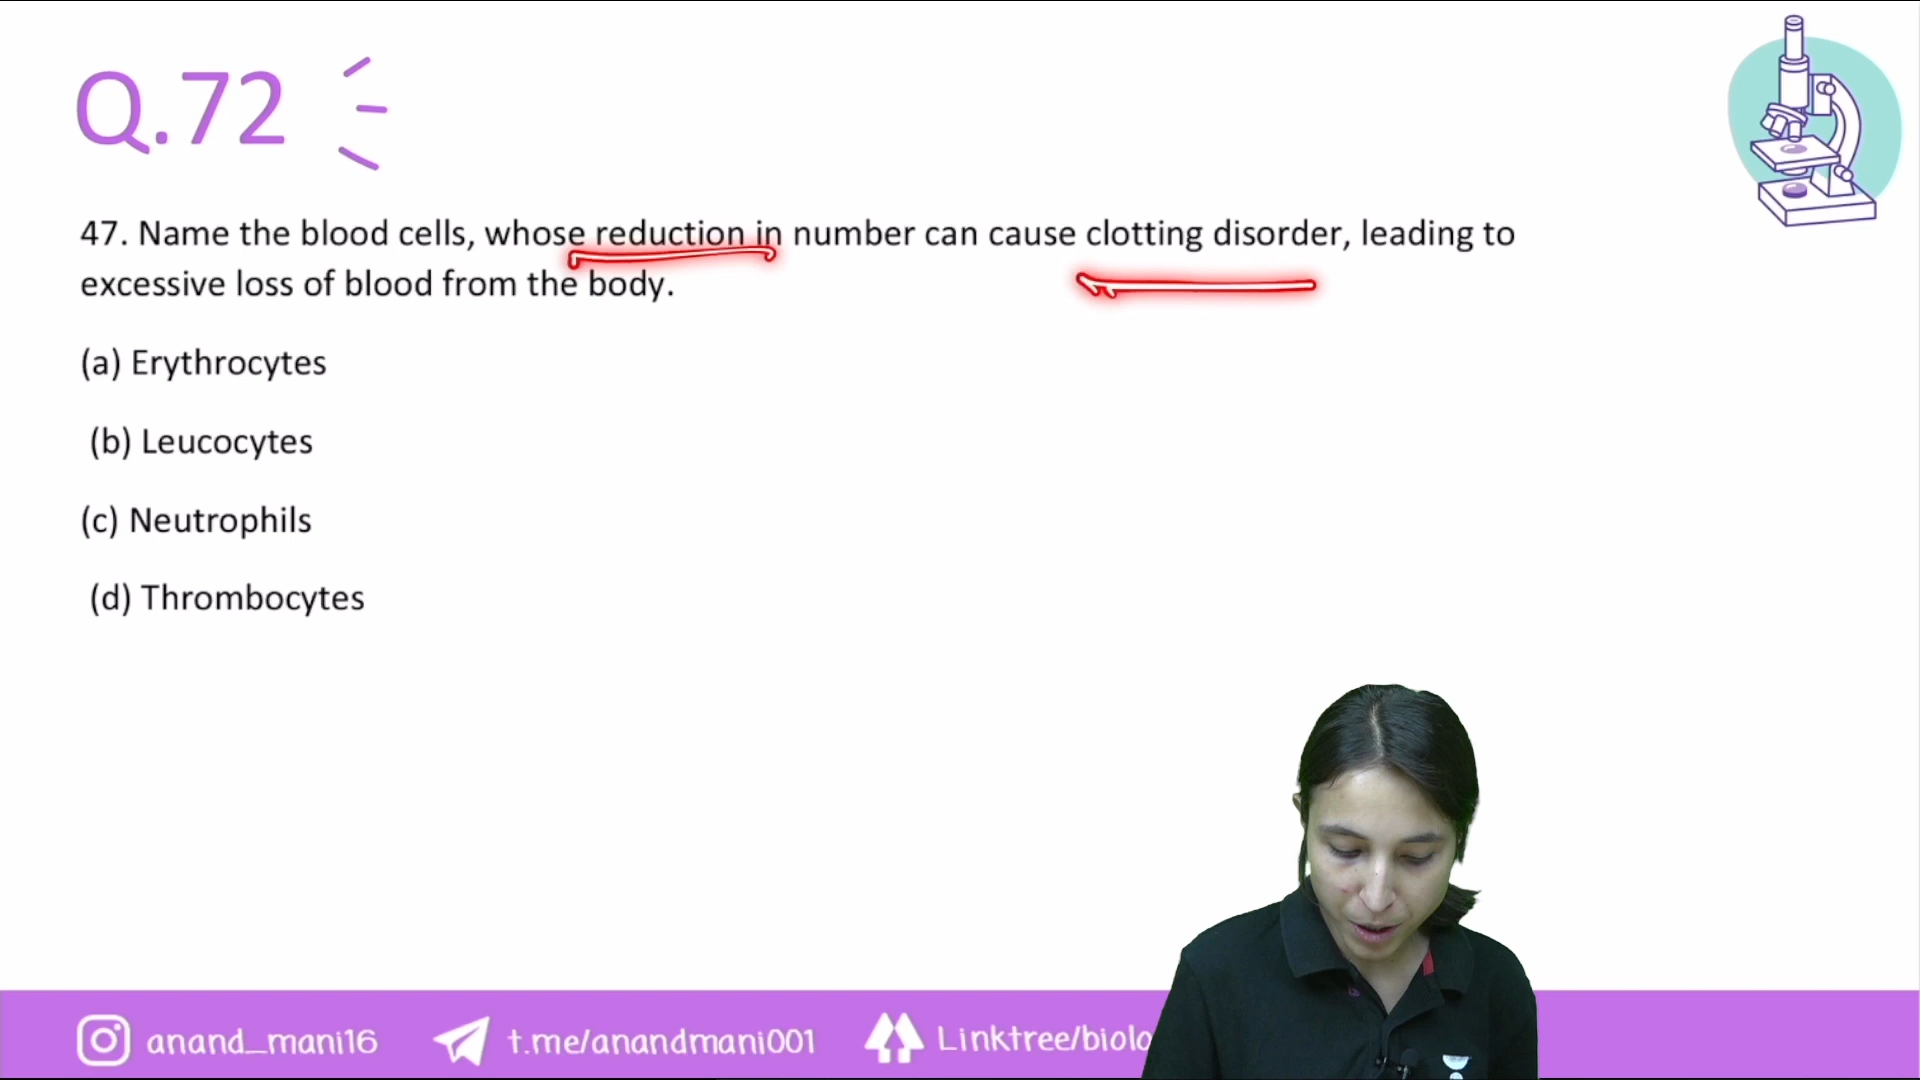 Q.72
47. Name the blood cells, whose reduction in number can cause clotting disorder, leading to
excessive loss of blood from the body.
(a) Erythrocytes
(b) Leucocytes
(c) Neutrophils
(d) Thrombocytes
anand_mani16 t.me/anandmani001 Linktree/biolo